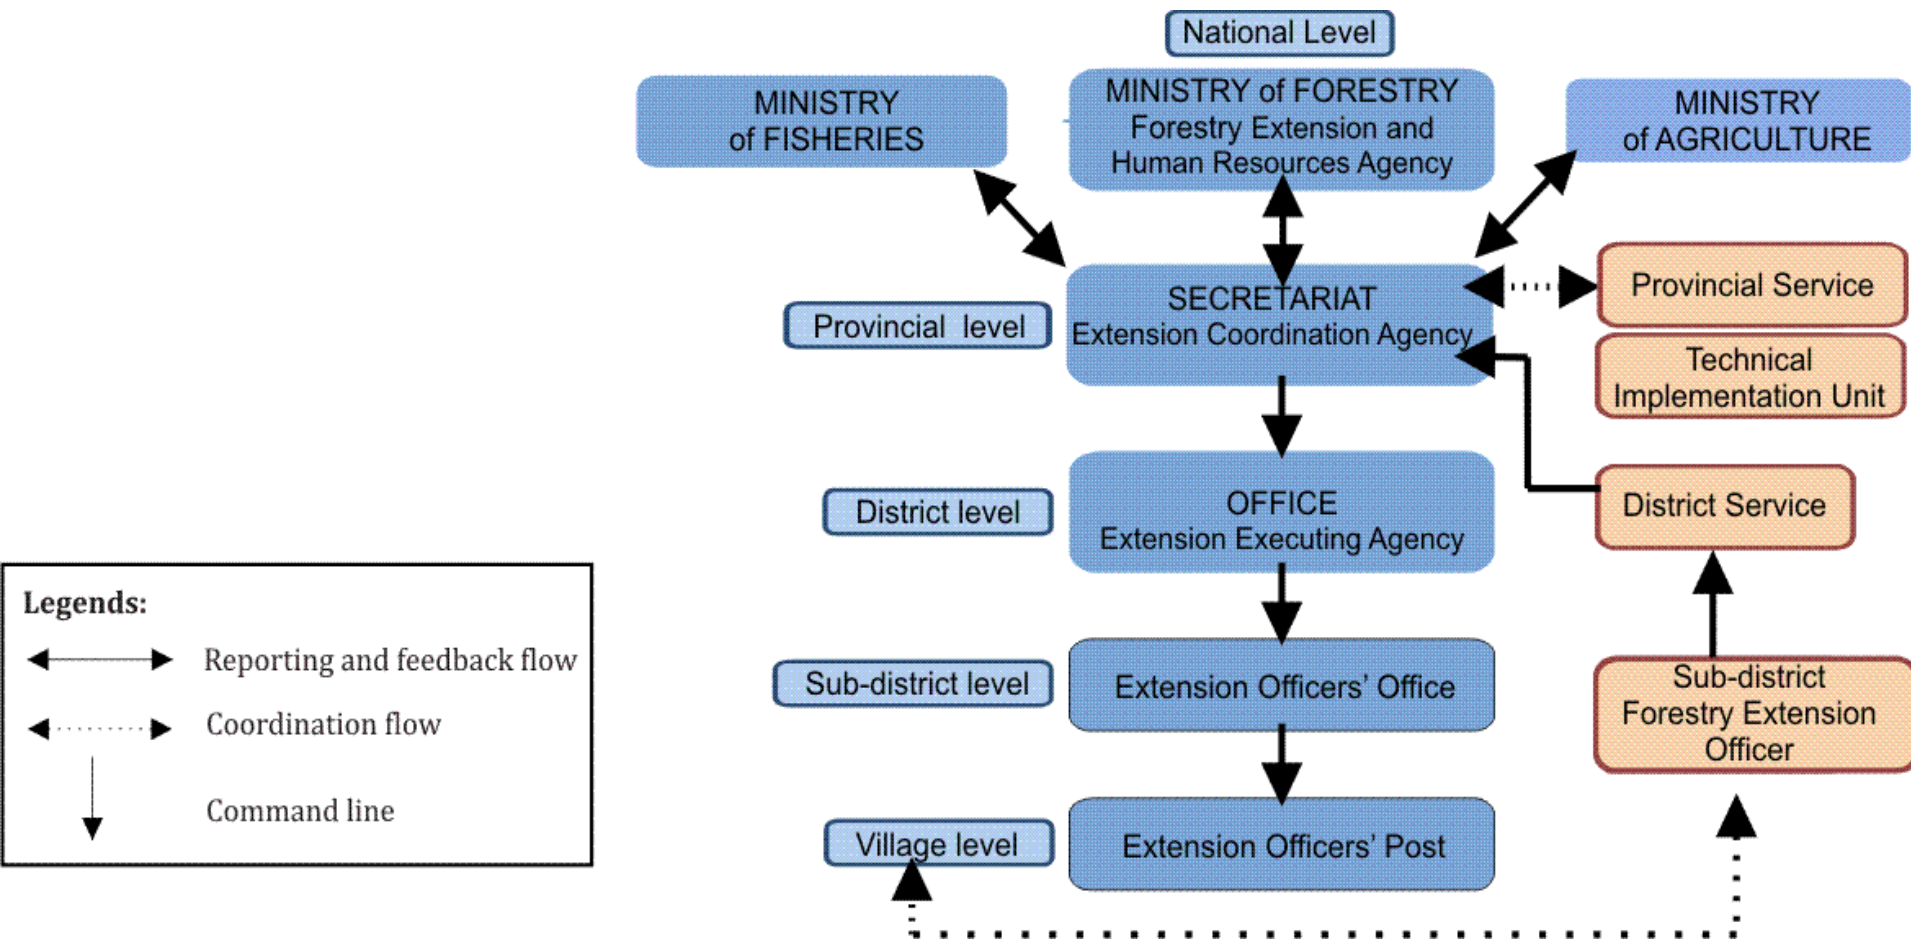 National Level
MINISTRY
of FISHERIES
MINISTRY of FORESTRY
Forestry Extension and
Human Resources Agency
MINISTRY
of AGRICULTURE
Provincial level
SECRETARIAT
Extension Coordination Agency
Provincial Service
Technical
Implementation Unit
District level
OFFICE
Extension Executing Agency
District Service
Sub-district level
Extension Officers’ Office
Sub-district
Forestry Extension
Officer
Village level
Extension Officers’ Post
Legends:
Reporting and feedback flow
Coordination flow
Command line